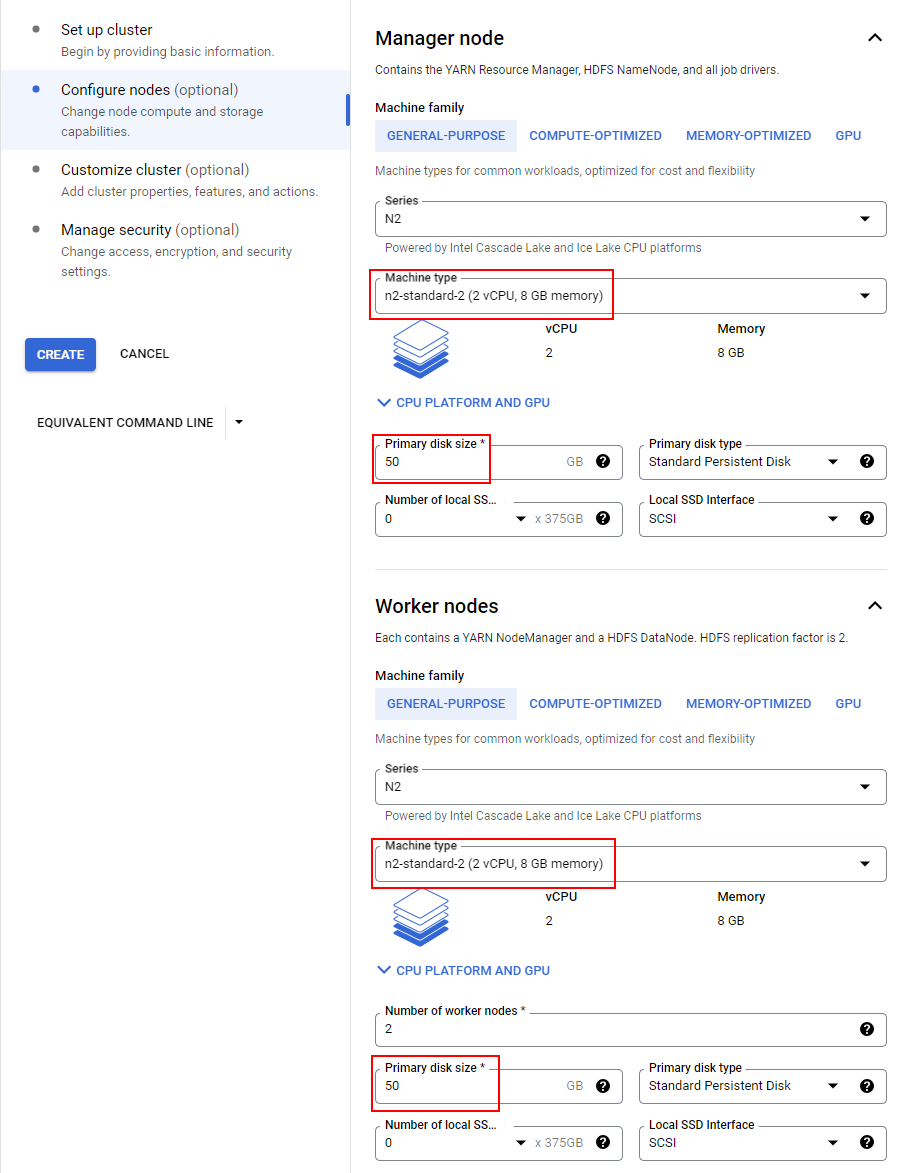 Set up cluster
Begin by providing basic information.
Configure nodes (optional)
Change node compute and storage
capabilities.
Customize cluster (optional)
Add cluster properties, features, and actions.
Manage security (optional)
Change access, encryption, and security
settings.
CREATE
CANCEL
EQUIVALENT COMMAND LINE
Manager node
Contains the YARN Resource Manager, HDFS NameNode, and all job drivers.
Machine family
GENERAL-PURPOSE COMPUTE-OPTIMIZED MEMORY-OPTIMIZED GPU
Machine types for common workloads, optimized for cost and flexibility
Series
N2
Powered by Intel Cascade Lake and Ice Lake CPU platforms
Machine type
n2-standard-2 (2 vCPU, 8 GB memory)
vCPU Memory
2 8 GB
CPU PLATFORM AND GPU
Primary disk size * Primary disk type
50 GB ? Standard Persistent Disk ?
Number of local SS... Local SSD Interface
0 x 375GB ? SCSI ?
Worker nodes
Each contains a YARN NodeManager and a HDFS DataNode. HDFS replication factor is 2.
Machine family
GENERAL-PURPOSE COMPUTE-OPTIMIZED MEMORY-OPTIMIZED GPU
Machine types for common workloads, optimized for cost and flexibility
Series
N2
Powered by Intel Cascade Lake and Ice Lake CPU platforms
Machine type
n2-standard-2 (2 vCPU, 8 GB memory)
vCPU Memory
2 8 GB
CPU PLATFORM AND GPU
Number of worker nodes *
2 ?
Primary disk size * Primary disk type
50 GB ? Standard Persistent Disk ?
Number of local SS... Local SSD Interface
0 x 375GB ? SCSI ?